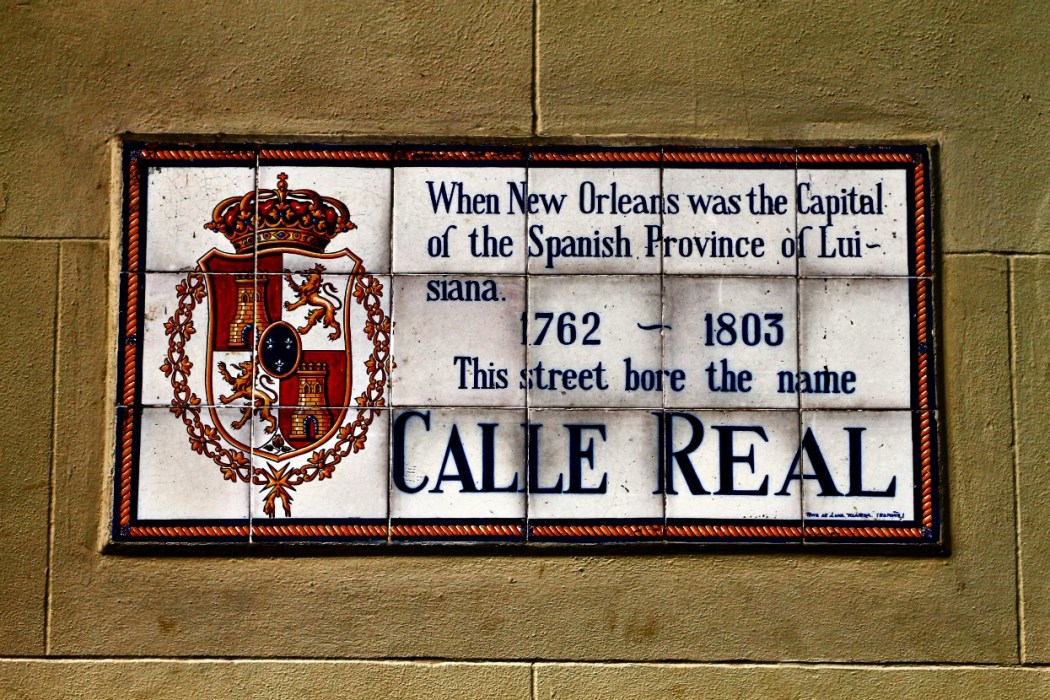 When New Orleans was the Capital
of the Spanish Province of Lui~
siana.
1762 ~ 1803
This street bore the name
CALLE REAL